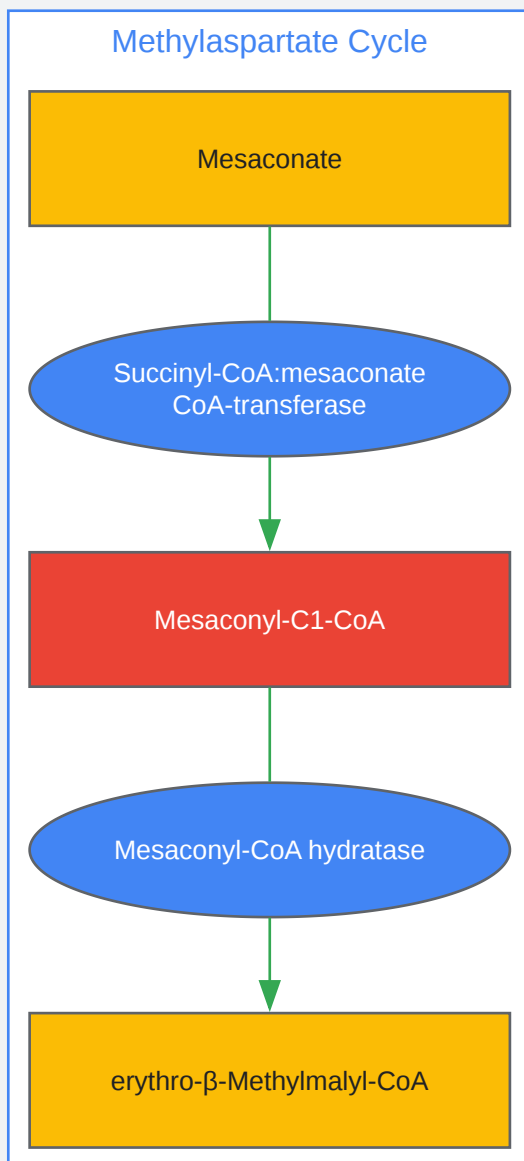 Methylaspartate Cycle
Mesaconate
Succinyl-CoA:mesaconate
CoA-transferase
Mesaconyl-C1-CoA
Mesaconyl-CoA hydratase
erythro-β-Methylmalyl-CoA